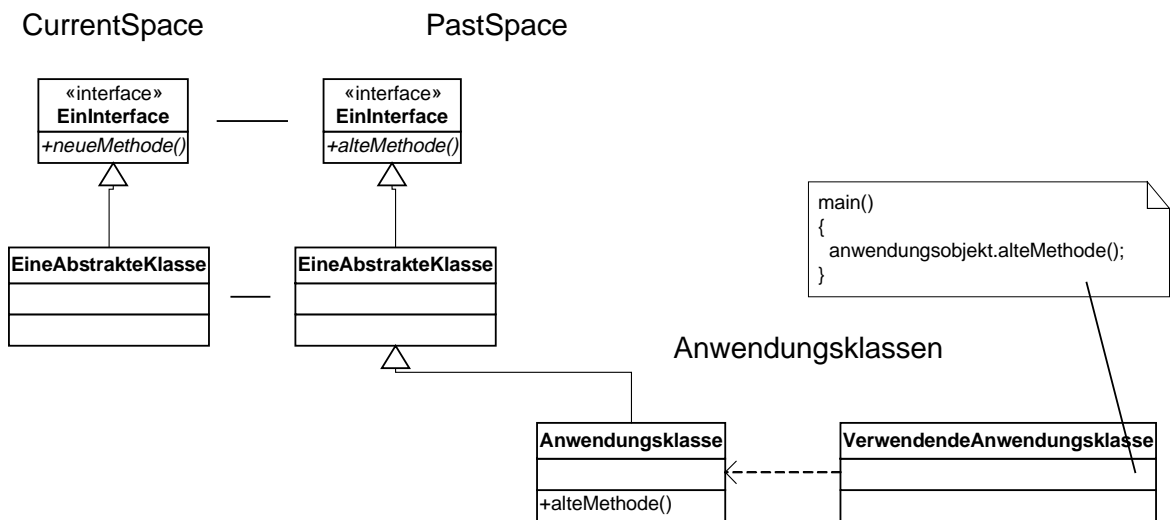 CurrentSpace
PastSpace
«interface»
EinInterface
+neueMethode()
«interface»
EinInterface
+alteMethode()
main()
{
anwendungsobjekt.alteMethode();
}
EineAbstrakteKlasse
EineAbstrakteKlasse
Anwendungsklassen
Anwendungsklasse
+alteMethode()
VerwendendeAnwendungsklasse